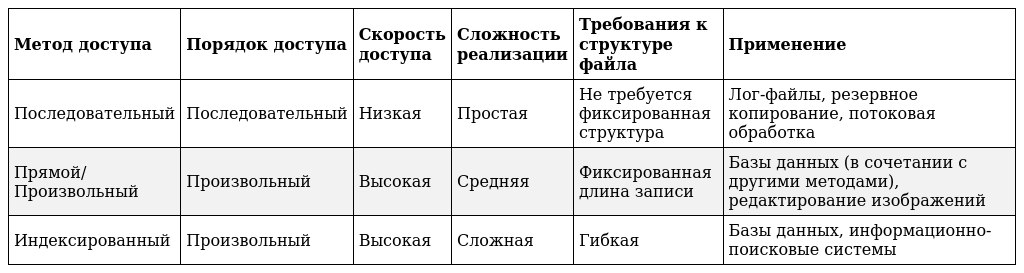 Метод доступа
Порядок доступа
Скорость
доступа
Сложность
реализации
Требования к
структуре
файла
Применение
Последовательный
Последовательный
Низкая
Простая
Не требуется
фиксированная
структура
Лог-файлы, резервное
копирование, потоковая
обработка
Прямой/
Произвольный
Произвольный
Высокая
Средняя
Фиксированная
длина записи
Базы данных (в сочетании с
другими методами),
редактирование изображений
Индексированный
Произвольный
Высокая
Сложная
Гибкая
Базы данных, информационно-
поисковые системы